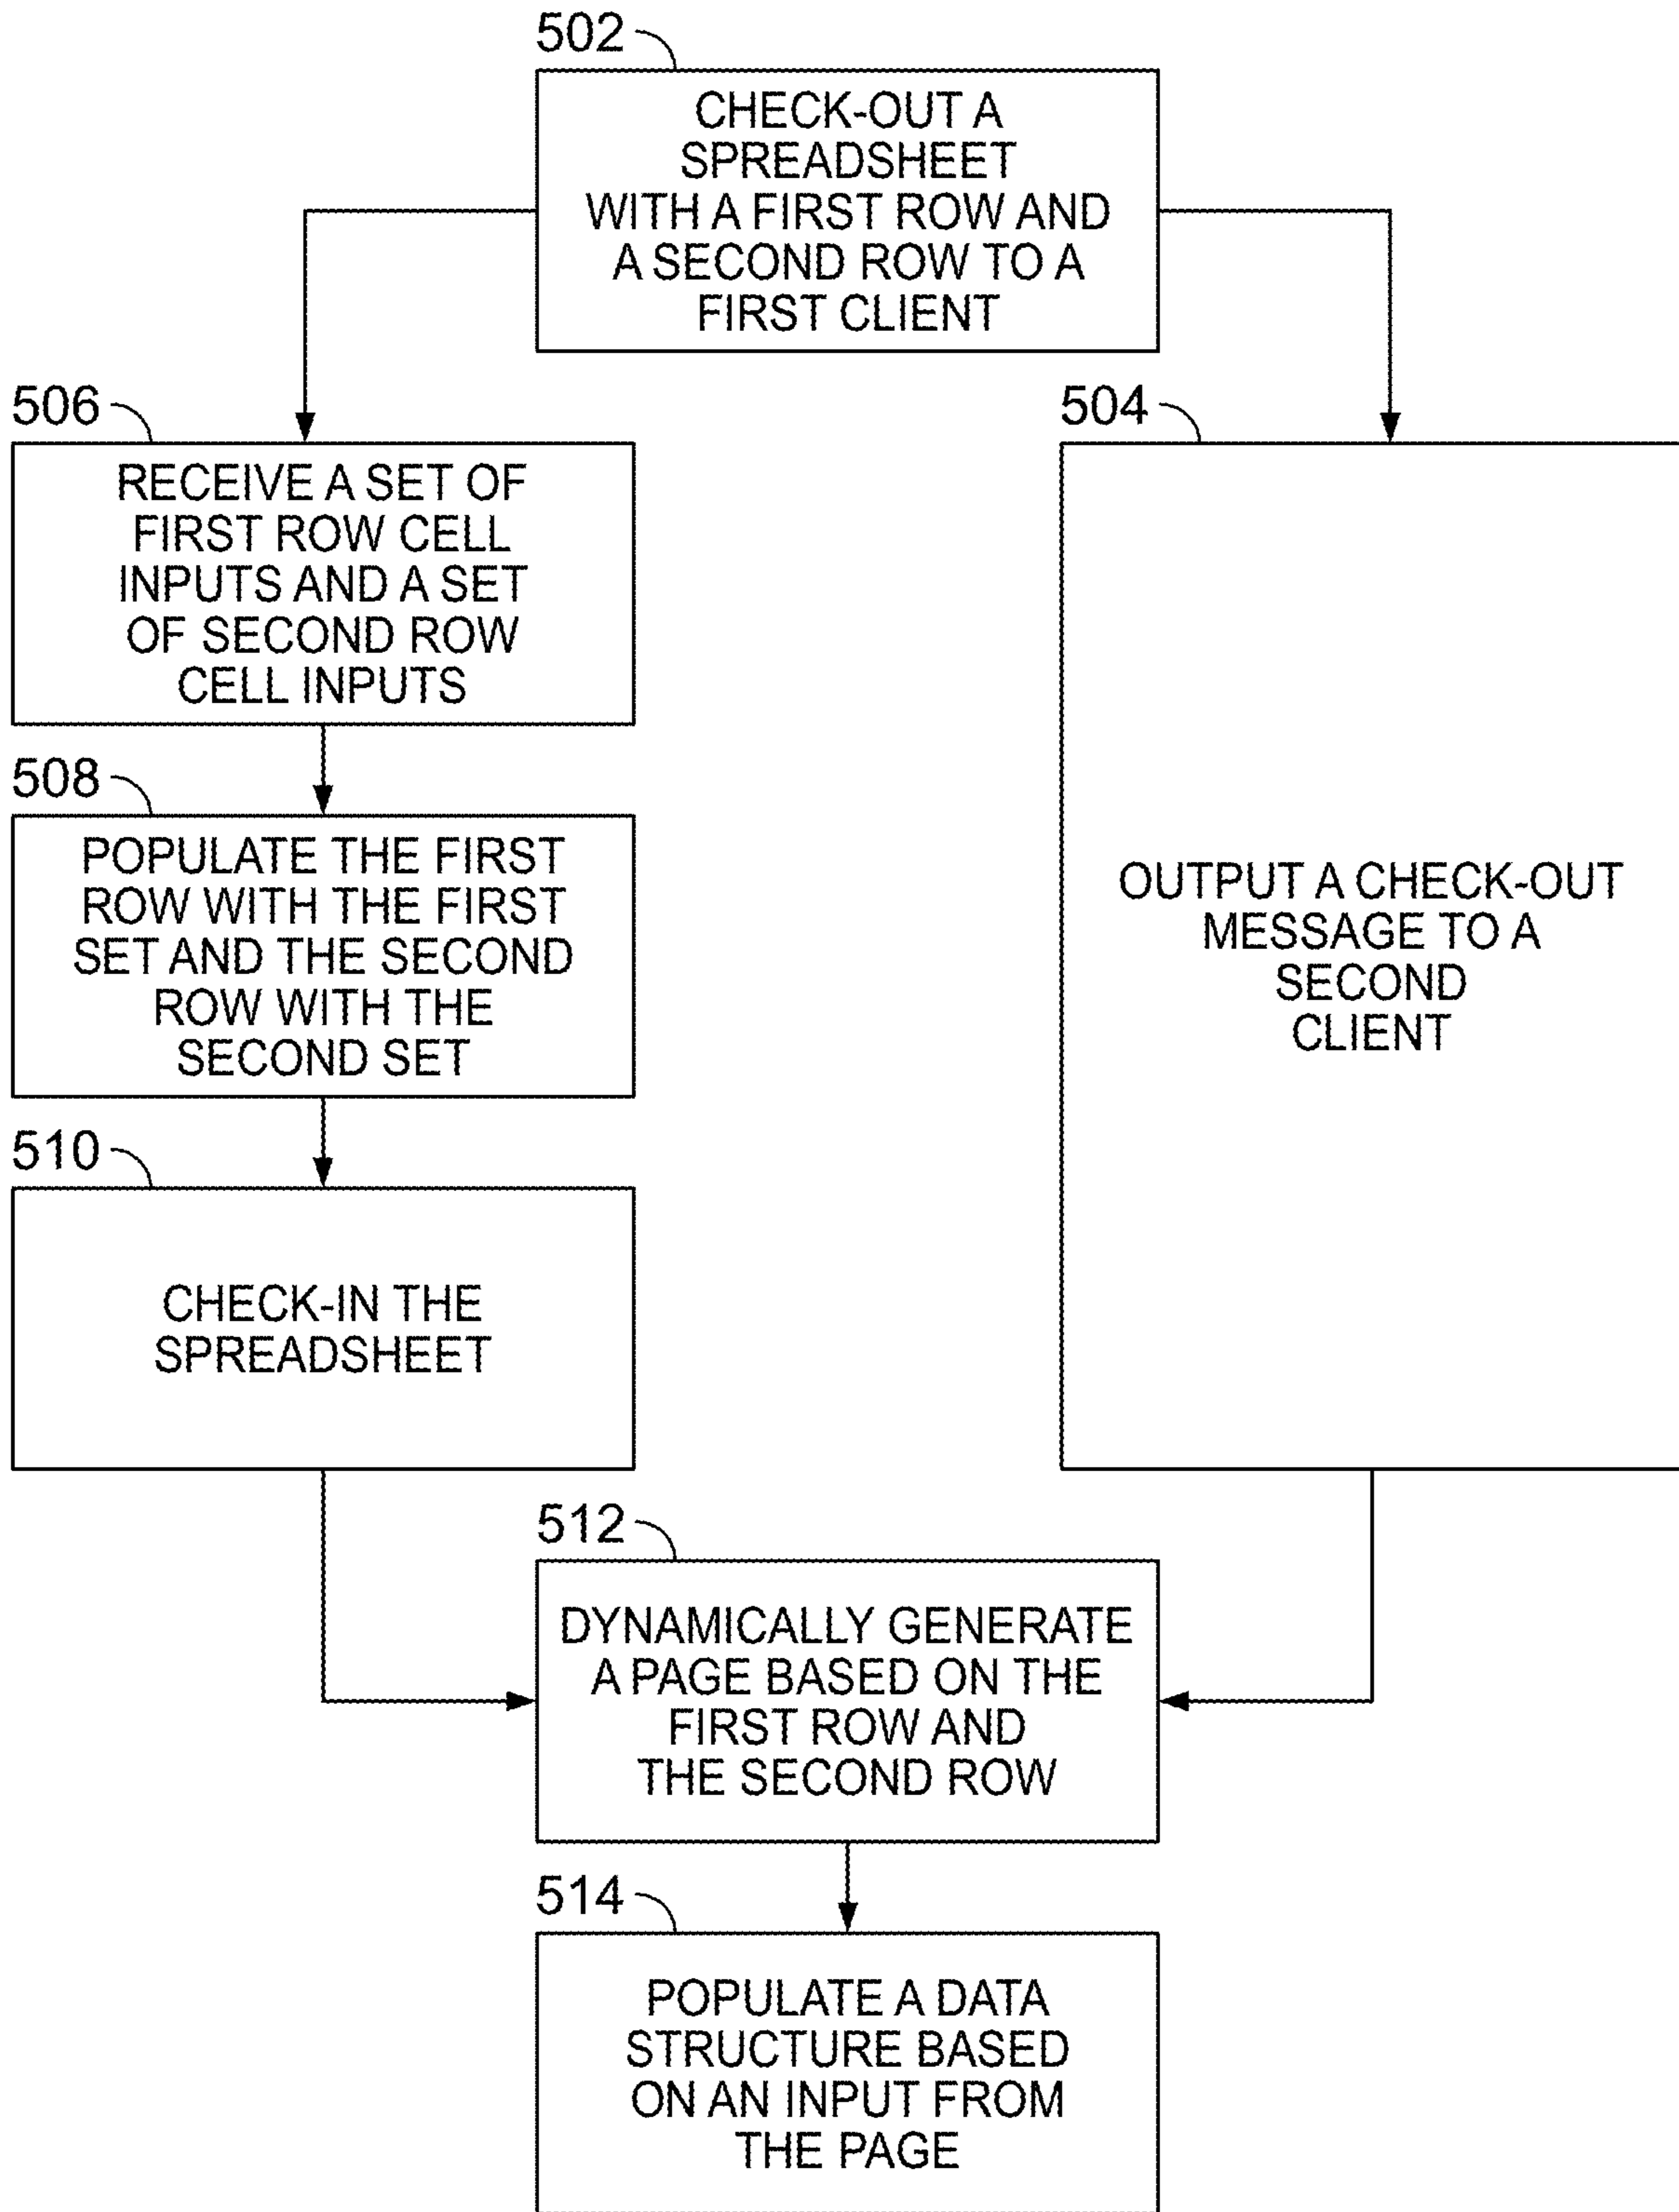 502
CHECK-OUT A
SPREADSHEET
WITH A FIRST ROW AND
A SECOND ROW TO A
FIRST CLIENT
506
RECEIVE A SET OF
FIRST ROW CELL
INPUTS AND A SET
OF SECOND ROW
CELL INPUTS
504
OUTPUT A CHECK-OUT
MESSAGE TO A
SECOND
CLIENT
508
POPULATE THE FIRST
ROW WITH THE FIRST
SET AND THE SECOND
ROW WITH THE
SECOND SET
510
CHECK-IN THE
SPREADSHEET
512
DYNAMICALLY GENERATE
A PAGE BASED ON THE
FIRST ROW AND
THE SECOND ROW
514
POPULATE A DATA
STRUCTURE BASED
ON AN INPUT FROM
THE PAGE